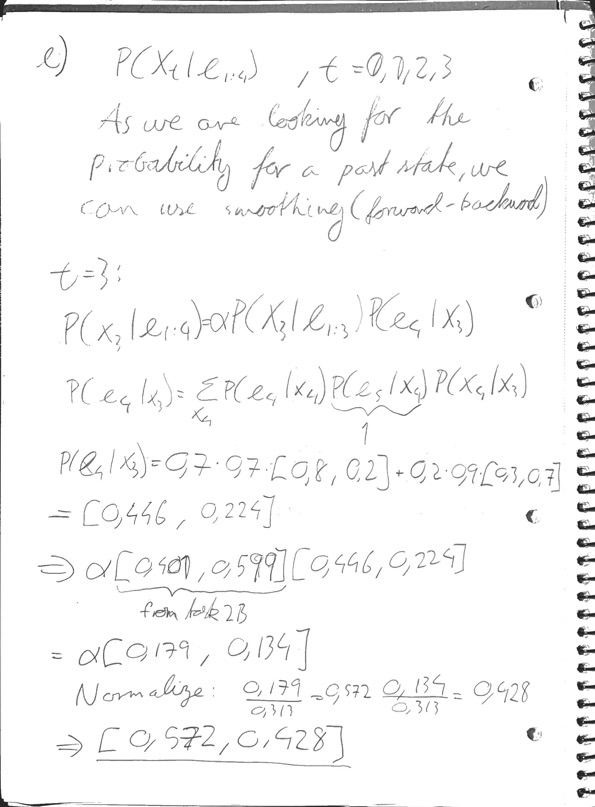 e) P(X_t | e_1:4) , t = 0, 1, 2, 3
As we are looking for the
probability for a past state, we
can use smoothing (forward-backward)
t = 3:
P(X_3 | e_1:4) = αP(X_3 | e_1:3) P(e_4 | X_3)
P(e_4 | x_3) = Σ_x_4 P(e_4 | x_4) P(e_5 | x_4) P(x_4 | x_3)
1
P(e_4 | x_3) = 0,7 · 0,7 · [0,8, 0,2] + 0,2 · 0,9 · [0,3, 0,7]
= [0,446, 0,224]
⇒ α[0,401, 0,599][0,446, 0,224]
from task 2B
= α[0,179, 0,134]
Normalize: 0,179/0,313 = 0,572 0,134/0,313 = 0,428
⇒ [0,572, 0,428]